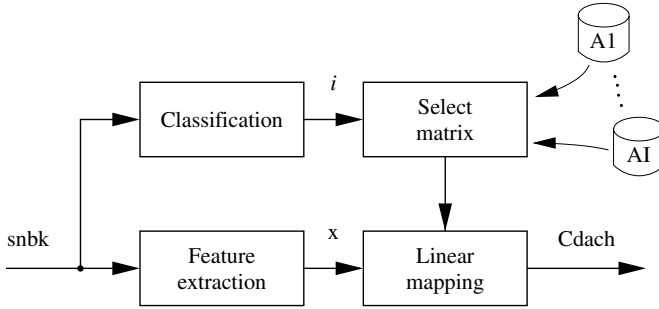 A1
i
Classification
Select
matrix
AI
snbk
x
Cdach
Feature
extraction
Linear
mapping